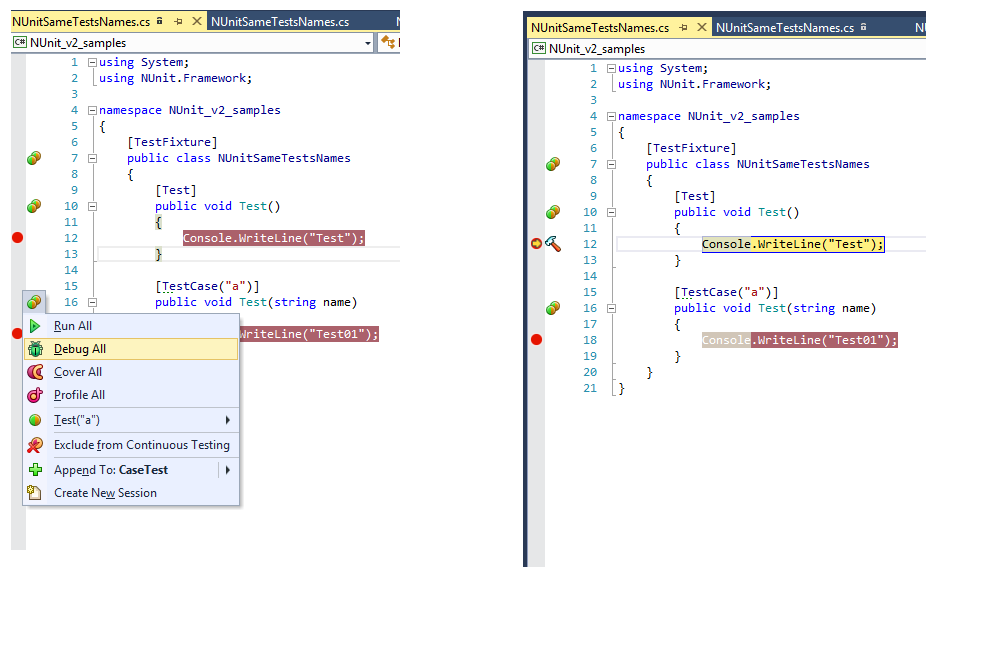 NUnitSameTestsNames.cs
NUnitSameTestsNames.cs
NUnit_v2_samples
1 using System;
2 using NUnit.Framework;
3
4 namespace NUnit_v2_samples
5 {
6 [TestFixture]
7 public class NUnitSameTestsNames
8 {
9 [Test]
10 public void Test()
11 {
12 Console.WriteLine("Test");
13 }
14
15 [TestCase("a")]
16 public void Test(string name)
WriteLine("Test01");
Run All
Debug All
Cover All
Profile All
Test("a")
Exclude from Continuous Testing
Append To: CaseTest
Create New Session
NUnitSameTestsNames.cs
NUnitSameTestsNames.cs
NU
NUnit_v2_samples
1 using System;
2 using NUnit.Framework;
3
4 namespace NUnit_v2_samples
5 {
6 [TestFixture]
7 public class NUnitSameTestsNames
8 {
9 [Test]
10 public void Test()
11 {
12 Console.WriteLine("Test");
13 }
14
15 [TestCase("a")]
16 public void Test(string name)
17 {
18 Console.WriteLine("Test01");
19 }
20 }
21 }